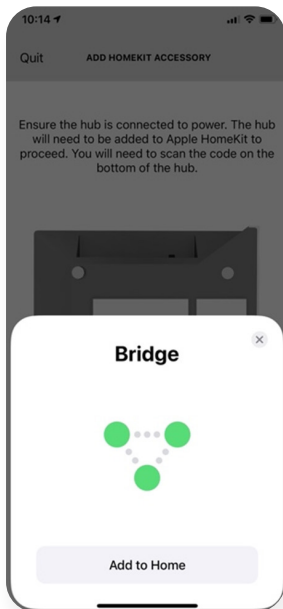 10:14
Quit
ADD HOMEKIT ACCESSORY
Ensure the hub is connected to power. The hub
will need to be added to Apple HomeKit to
proceed. You will need to scan the code on the
bottom of the hub.
Bridge
Add to Home